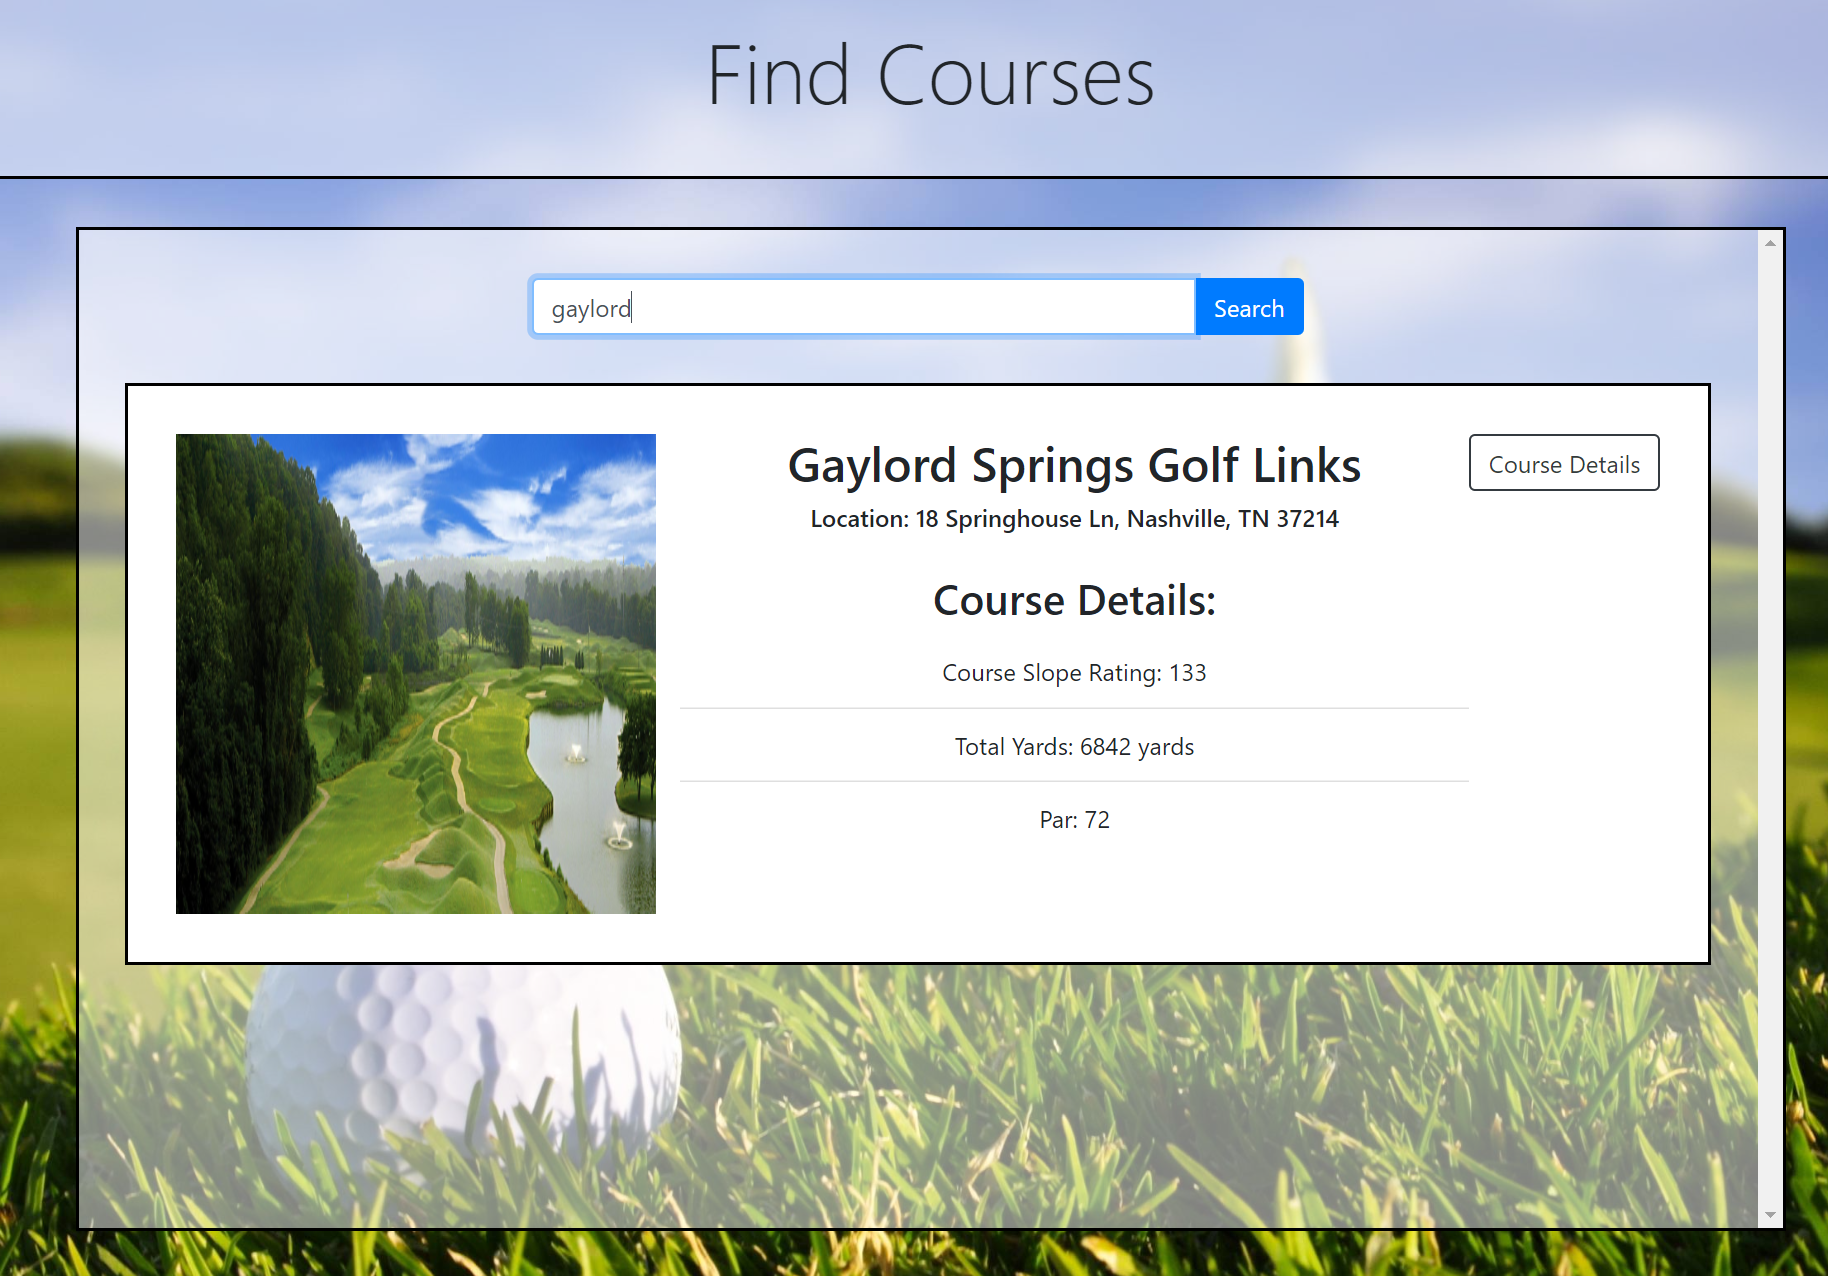 Find Courses
gaylord
Search
Gaylord Springs Golf Links
Course Details
Location: 18 Springhouse Ln, Nashville, TN 37214
Course Details:
Course Slope Rating: 133
Total Yards: 6842 yards
Par: 72